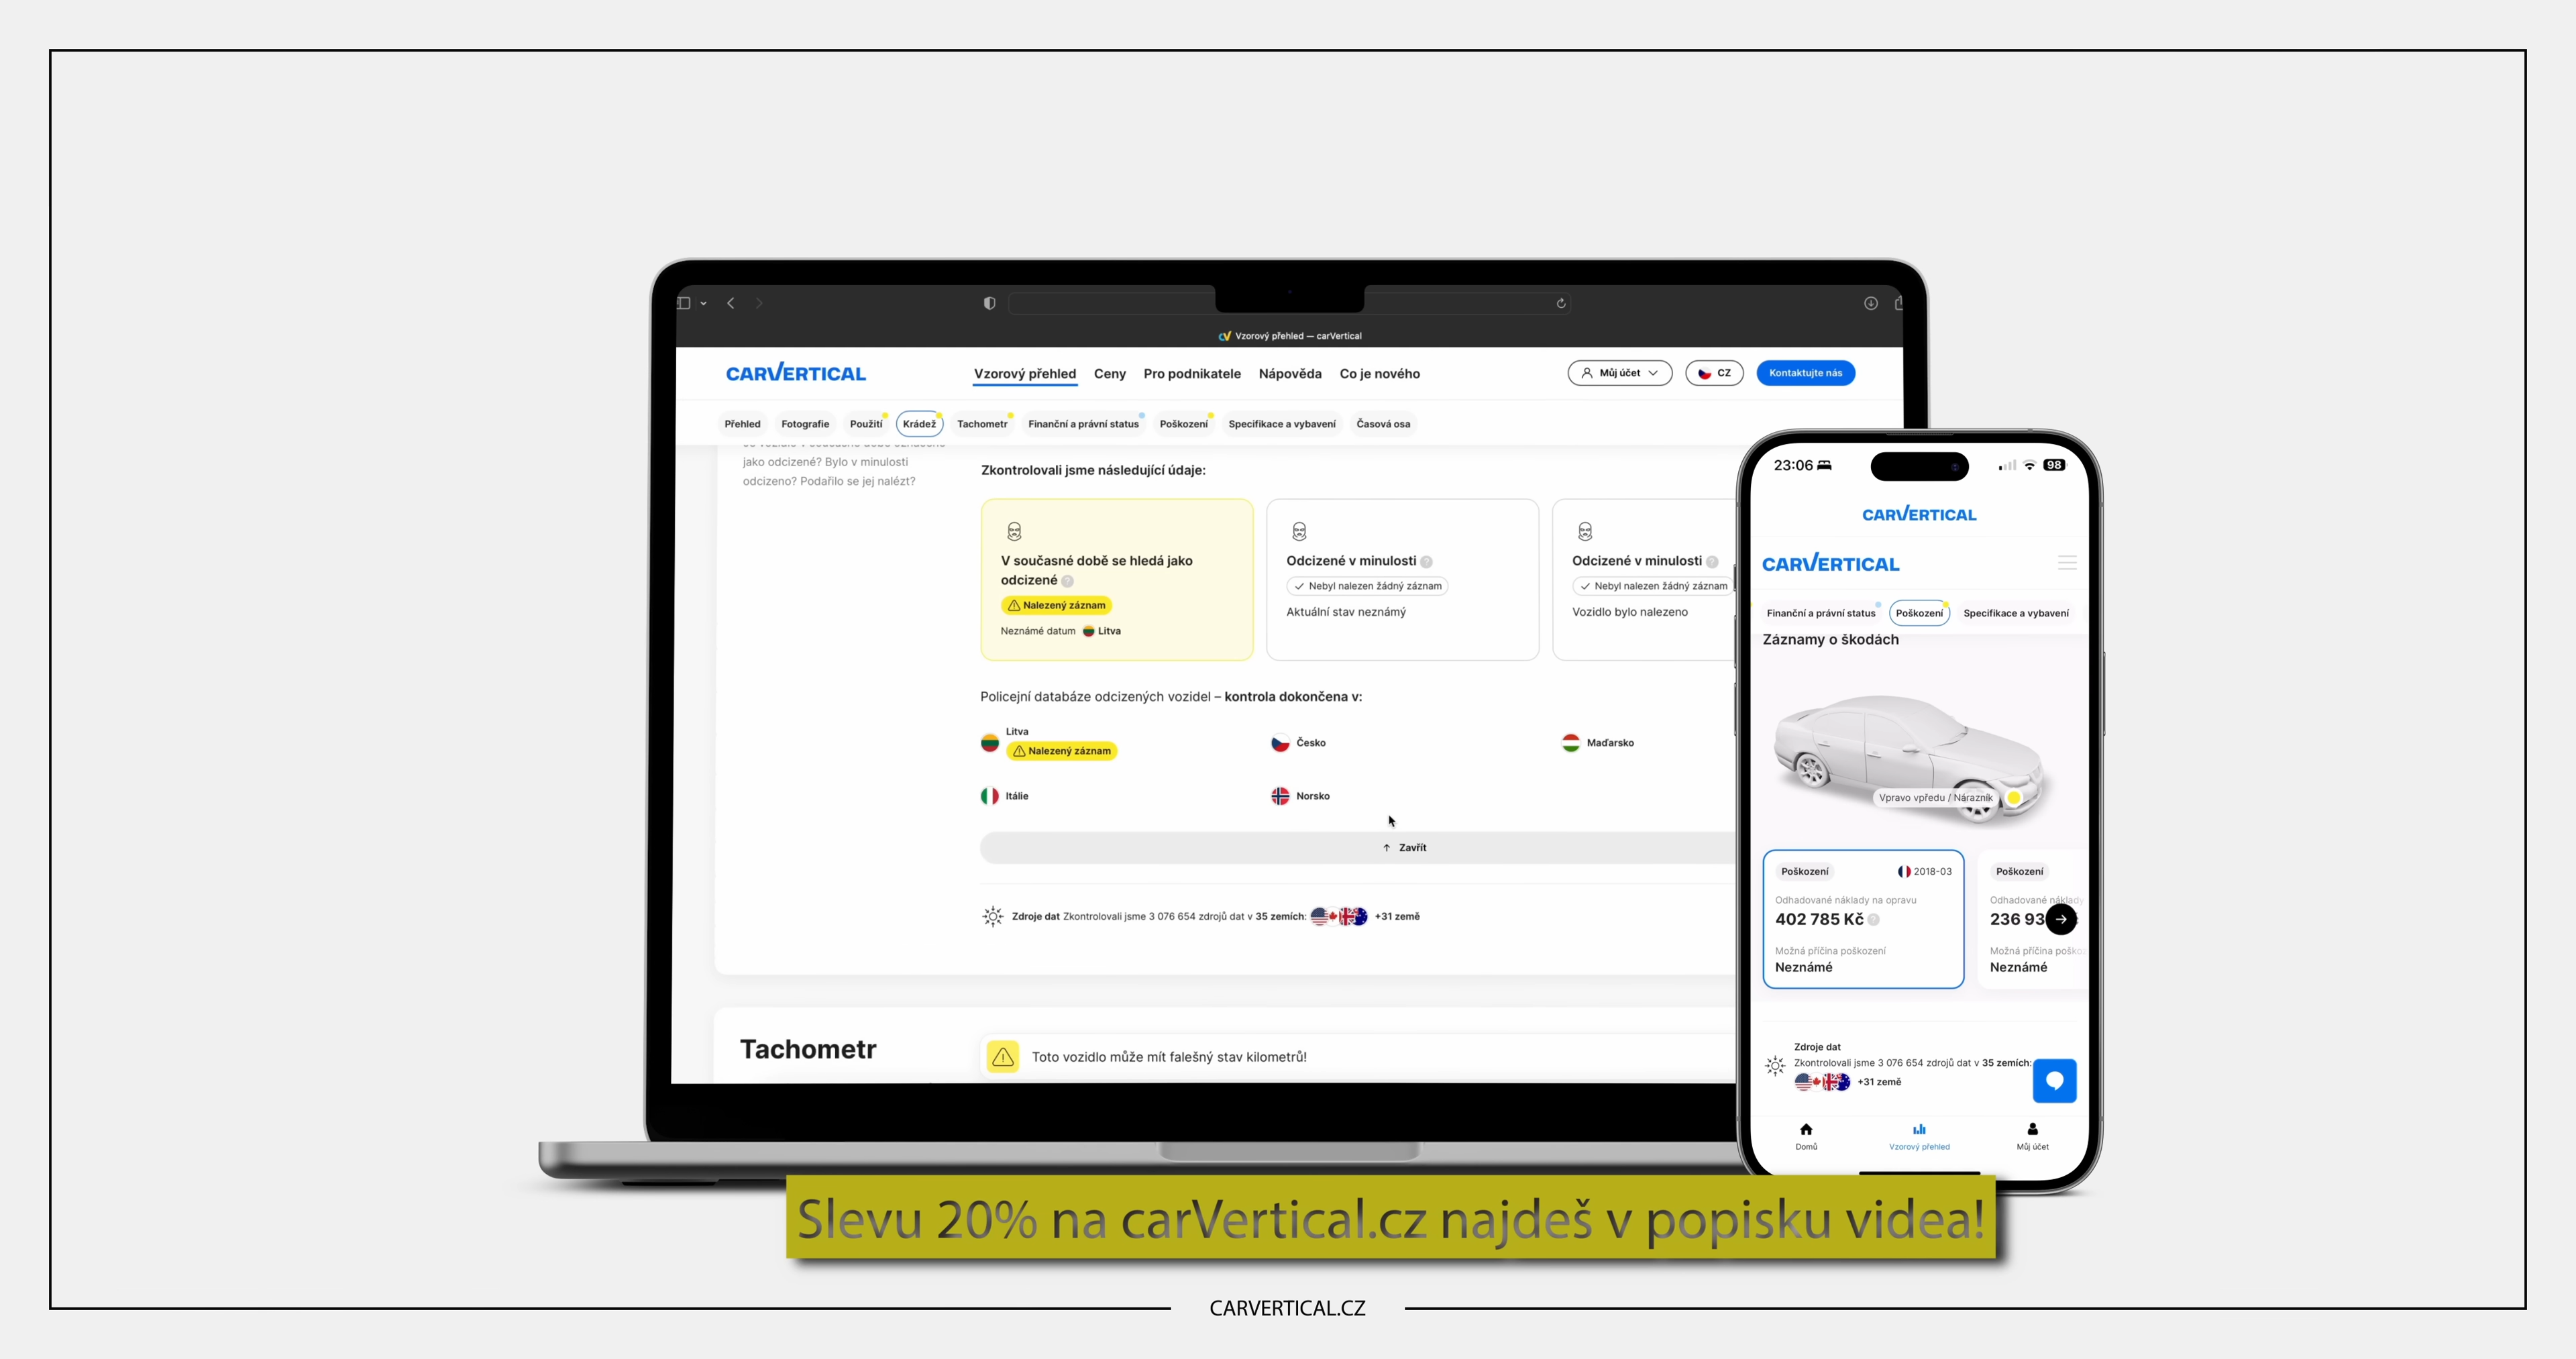 Vzorový přehled — carVertical
CARVERTICAL
Vzorový přehled
Ceny
Pro podnikatele
Nápověda
Co je nového
Můj účet
CZ
Kontaktujte nás
Přehled
Fotografie
Použití
Krádež
Tachometr
Finanční a právní status
Poškození
Specifikace a vybavení
Časová osa
jako odcizené? Bylo v minulosti
odcizeno? Podařilo se jej nalézt?
Zkontrolovali jsme následující údaje:
V současné době se hledá jako
odcizené
Nalezený záznam
Neznámé datum Litva
Odcizené v minulosti
Nebyl nalezen žádný záznam
Aktuální stav neznámý
Odcizené v minulosti
Nebyl nalezen žádný záznam
Vozidlo bylo nalezeno
Policejní databáze odcizených vozidel – kontrola dokončena v:
Litva
Nalezený záznam
Česko
Maďarsko
Itálie
Norsko
Zavřít
Zdroje dat Zkontrolovali jsme 3 076 654 zdrojů dat v 35 zemích: +31 země
Tachometr
Toto vozidlo může mít falešný stav kilometrů!
23:06
98
CARVERTICAL
CARVERTICAL
Finanční a právní status
Poškození
Specifikace a vybavení
Záznamy o škodách
Vpravo vpředu / Nárazník
Poškození
2018-03
Odhadované náklady na opravu
402 785 Kč
Možná příčina poškození
Neznámé
Poškození
Odhadované náklady
236 93
Možná příčina
Neznámé
Zdroje dat
Zkontrolovali jsme 3 076 654 zdrojů dat v 35 zemích:
+31 země
Domů
Vzorový přehled
Můj účet
Slevu 20% na carVertical.cz najdeš v popisku videa!
CARVERTICAL.CZ